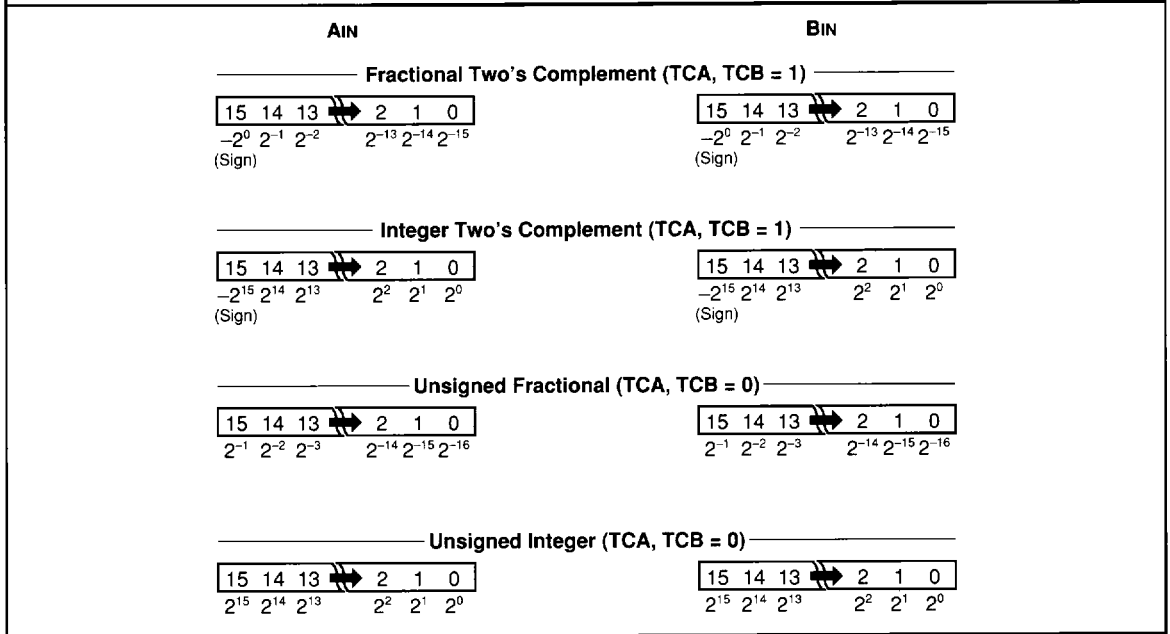 AIN BIN
Fractional Two's Complement (TCA, TCB = 1)
15 14 13 2 1 0 15 14 13 2 1 0
–2⁰ 2⁻¹ 2⁻² 2⁻¹³ 2⁻¹⁴ 2⁻¹⁵ –2⁰ 2⁻¹ 2⁻² 2⁻¹³ 2⁻¹⁴ 2⁻¹⁵
(Sign) (Sign)
Integer Two's Complement (TCA, TCB = 1)
15 14 13 2 1 0 15 14 13 2 1 0
–2¹⁵ 2¹⁴ 2¹³ 2² 2¹ 2⁰ –2¹⁵ 2¹⁴ 2¹³ 2² 2¹ 2⁰
(Sign) (Sign)
Unsigned Fractional (TCA, TCB = 0)
15 14 13 2 1 0 15 14 13 2 1 0
2⁻¹ 2⁻² 2⁻³ 2⁻¹⁴ 2⁻¹⁵ 2⁻¹⁶ 2⁻¹ 2⁻² 2⁻³ 2⁻¹⁴ 2⁻¹⁵ 2⁻¹⁶
Unsigned Integer (TCA, TCB = 0)
15 14 13 2 1 0 15 14 13 2 1 0
2¹⁵ 2¹⁴ 2¹³ 2² 2¹ 2⁰ 2¹⁵ 2¹⁴ 2¹³ 2² 2¹ 2⁰